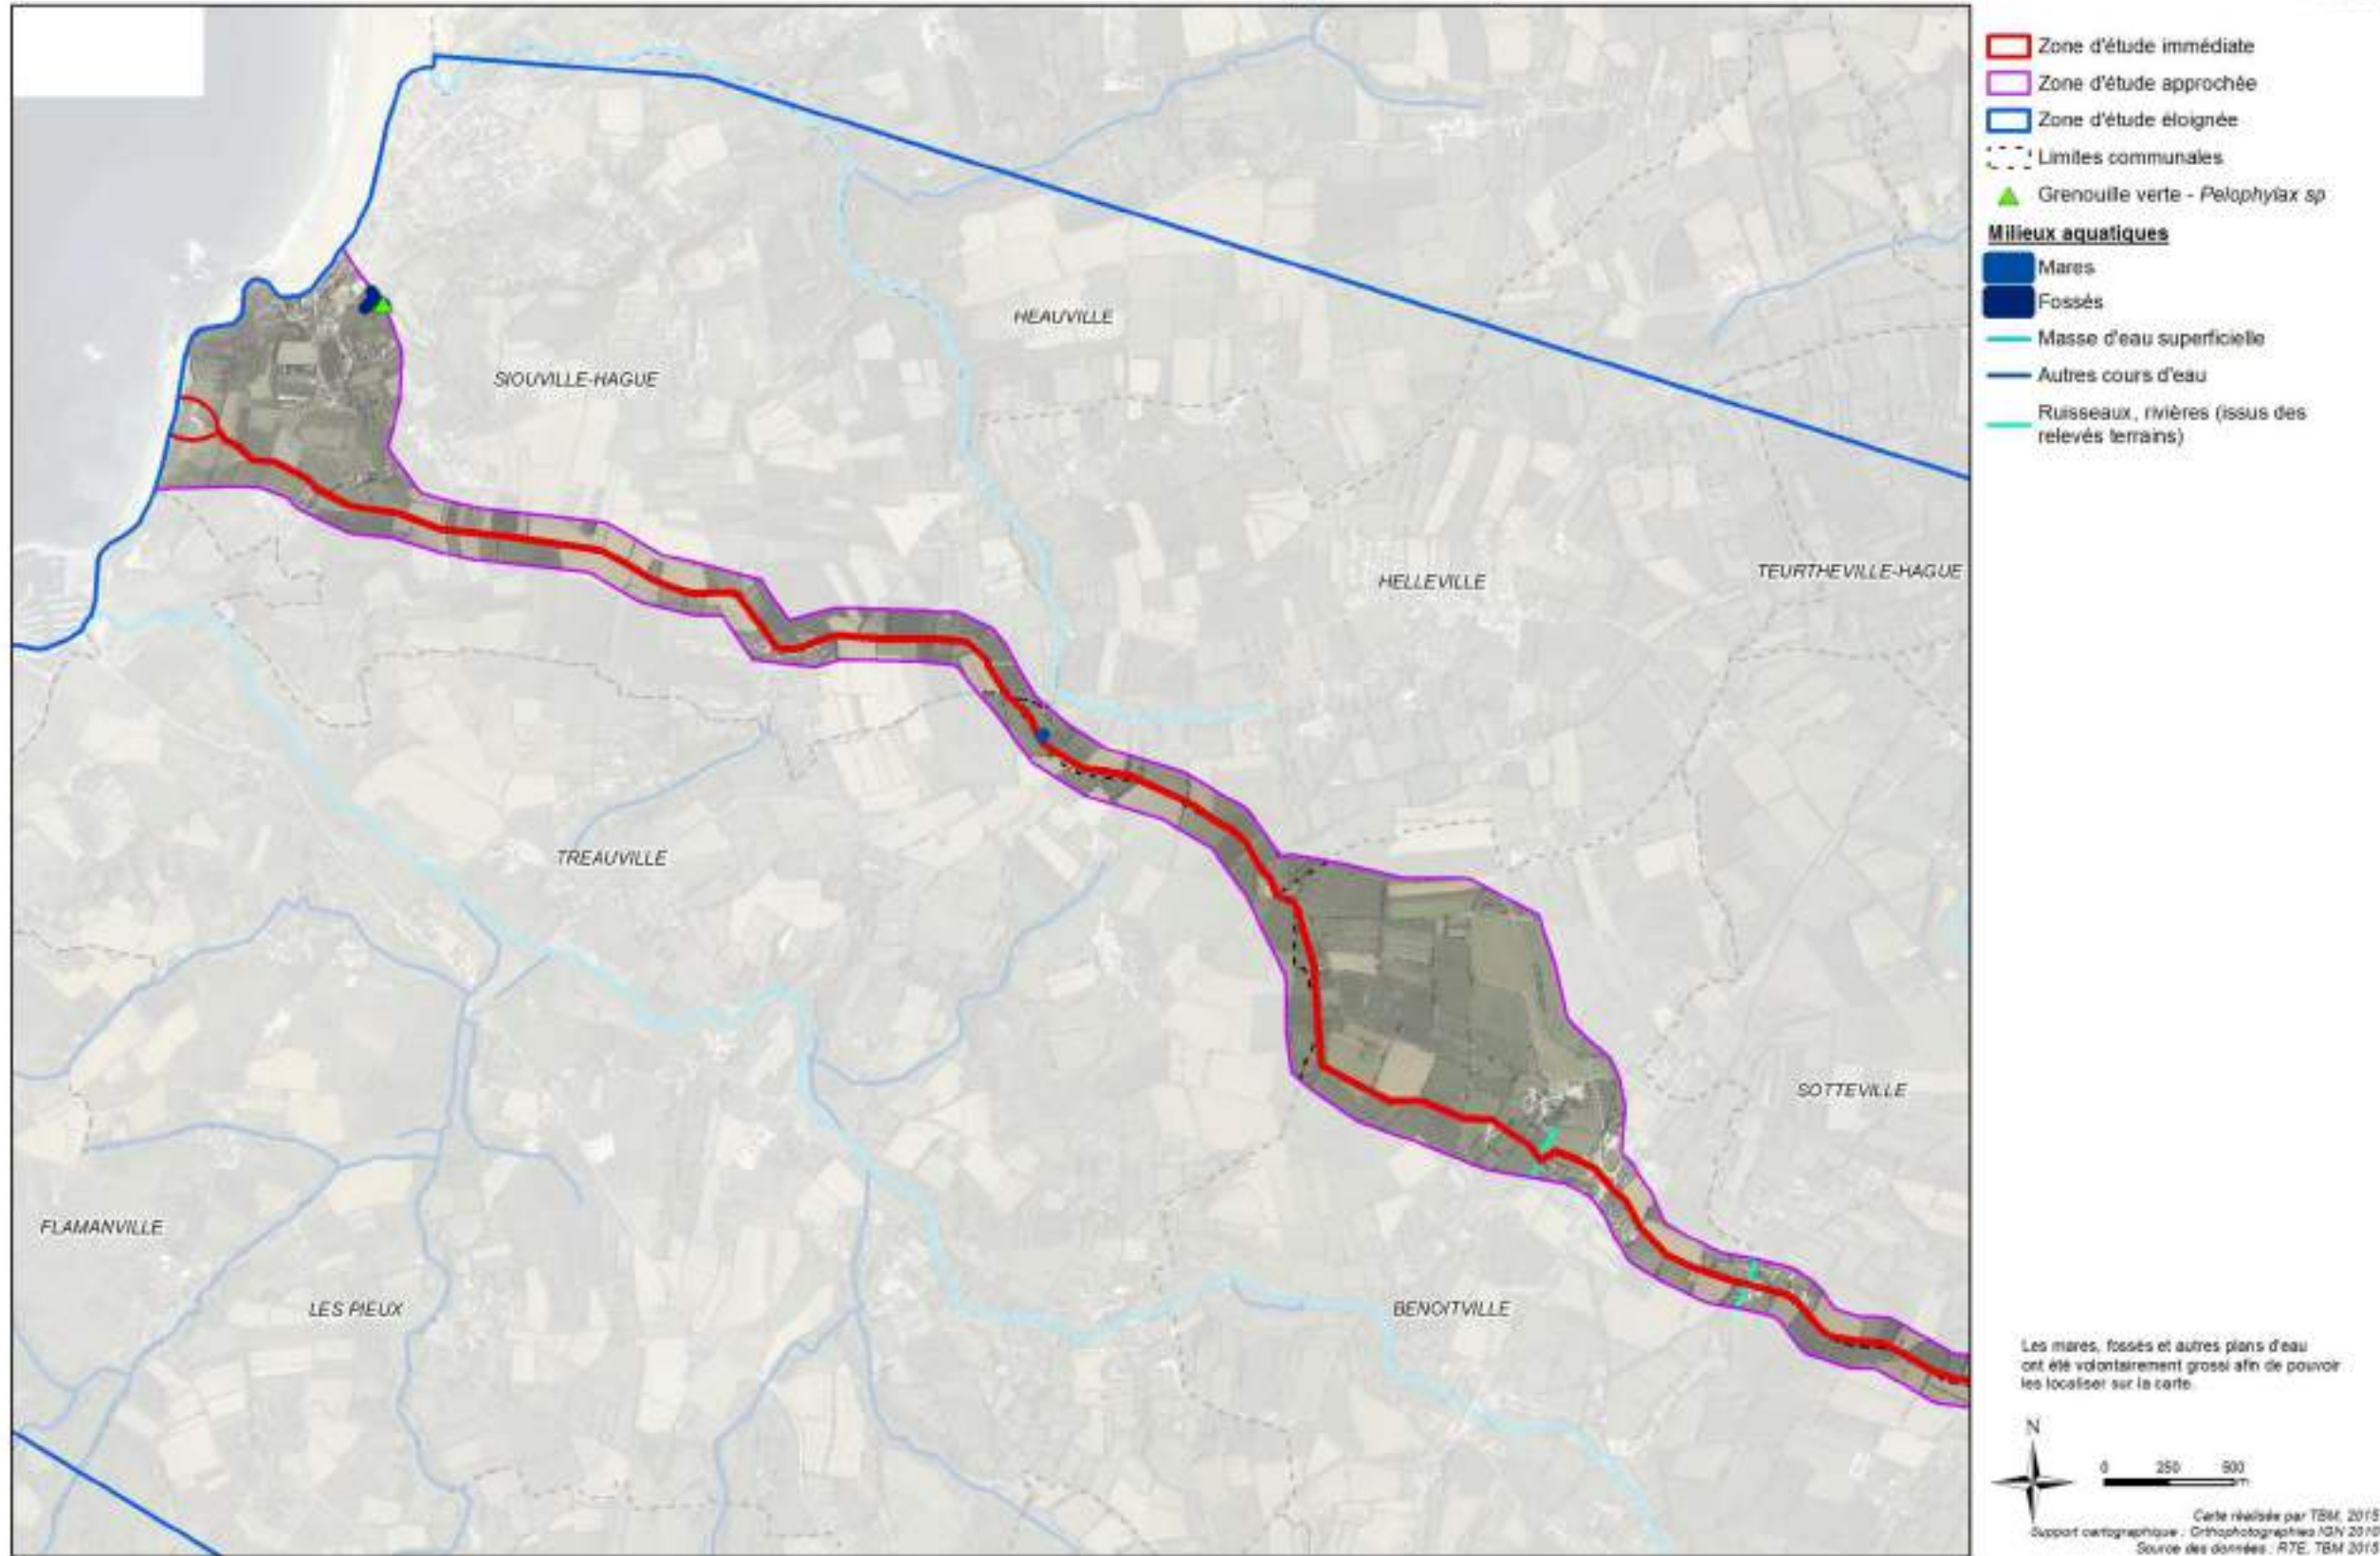 Zone d'étude immédiate
Zone d'étude approchée
Zone d'étude éloignée
Limites communales
Grenouille verte - Pelophylax sp
Milieux aquatiques
Mares
Fossés
Masse d'eau superficielle
Autres cours d'eau
Ruisseaux, rivières (issus des
relevés terrains)
HEAUVILLE
SIOUVILLE-HAGUE
HELLEVILLE
TEURTHEVILLE-HAGUE
TREAUVILLE
SOTTEVILLE
FLAMANVILLE
LES PIEUX
BENOITVILLE
Les mares, fossés et autres plans d'eau
ont été volontairement grossi afin de pouvoir
les localiser sur la carte.
N
0 250 500
m
Carte réalisée par TBM, 2015
Support cartographique : Orthophotographies IGN 2010
Source des données : RTE, TBM